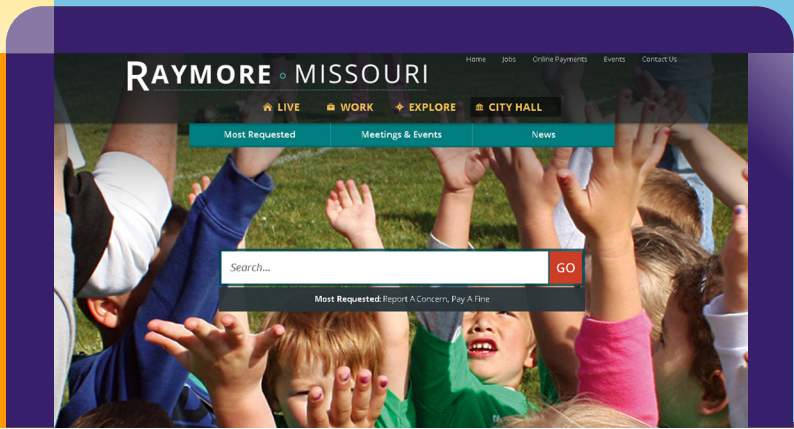 Home Jobs Online Payments Events Contact Us
RAYMORE MISSOURI
LIVE WORK EXPLORE CITY HALL
Most Requested Meetings & Events News
Search...
GO
Most Requested: Report A Concern, Pay A Fine